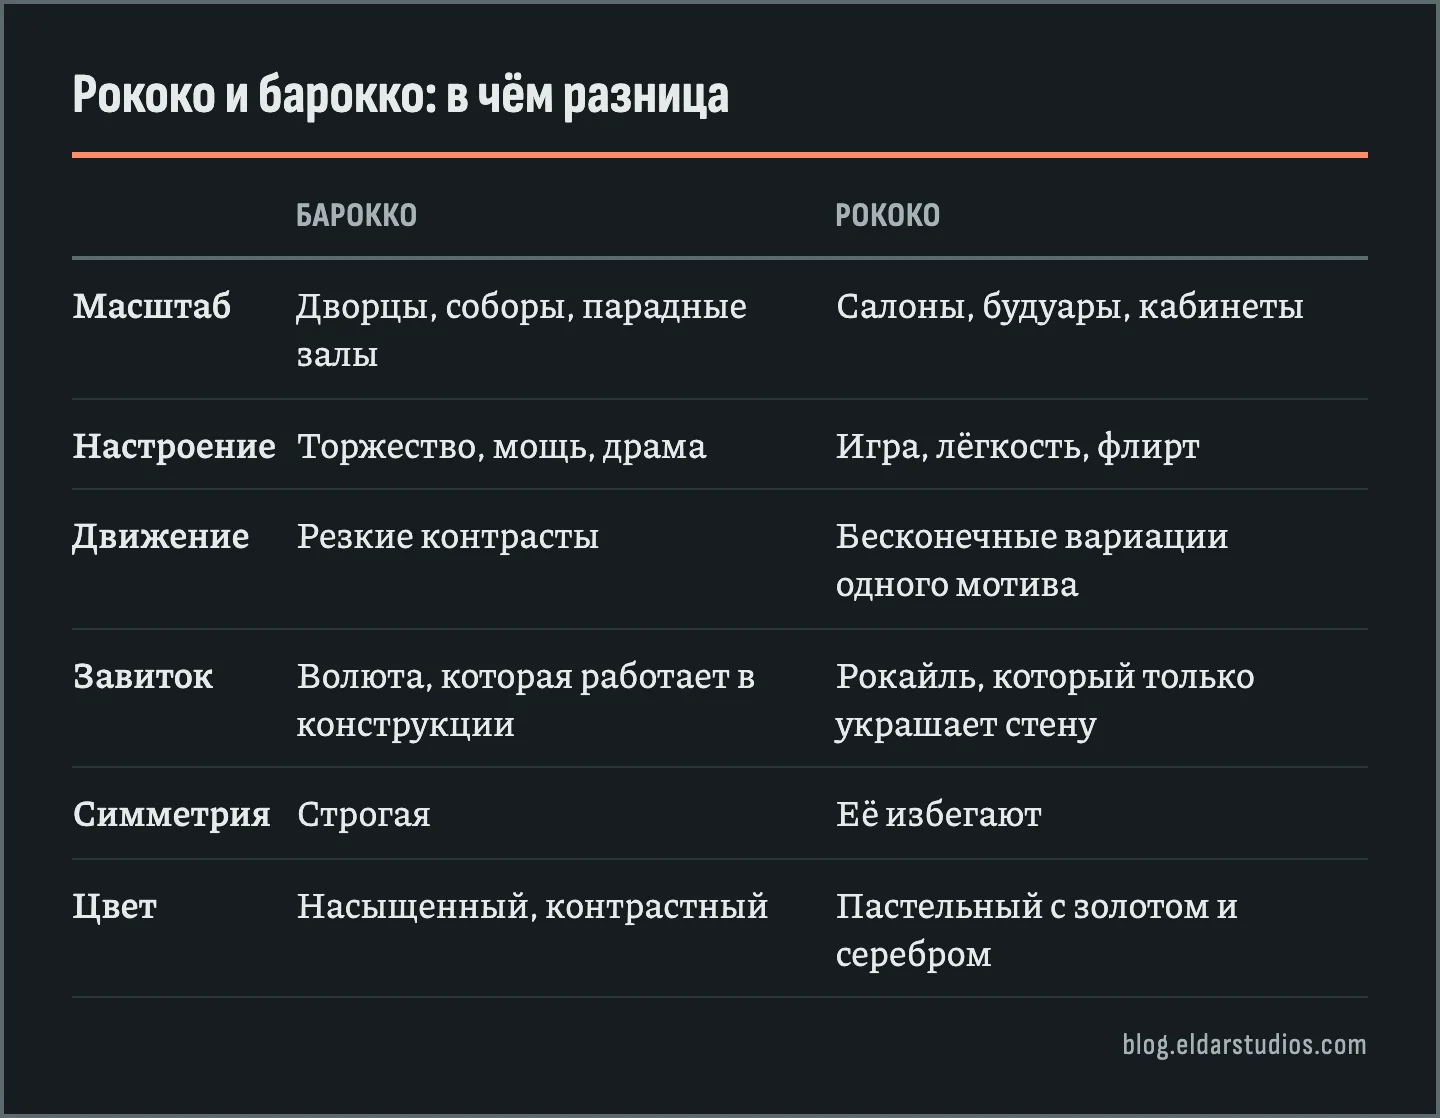 Рококо и барокко: в чём разница
БАРОККО РОКОКО
Масштаб Дворцы, соборы, парадные залы Салоны, будуары, кабинеты
Настроение Торжество, мощь, драма Игра, лёгкость, флирт
Движение Резкие контрасты Бесконечные вариации одного мотива
Завиток Волюта, которая работает в конструкции Рокайль, который только украшает стену
Симметрия Строгая Её избегают
Цвет Насыщенный, контрастный Пастельный с золотом и серебром
blog.eldarstudios.com